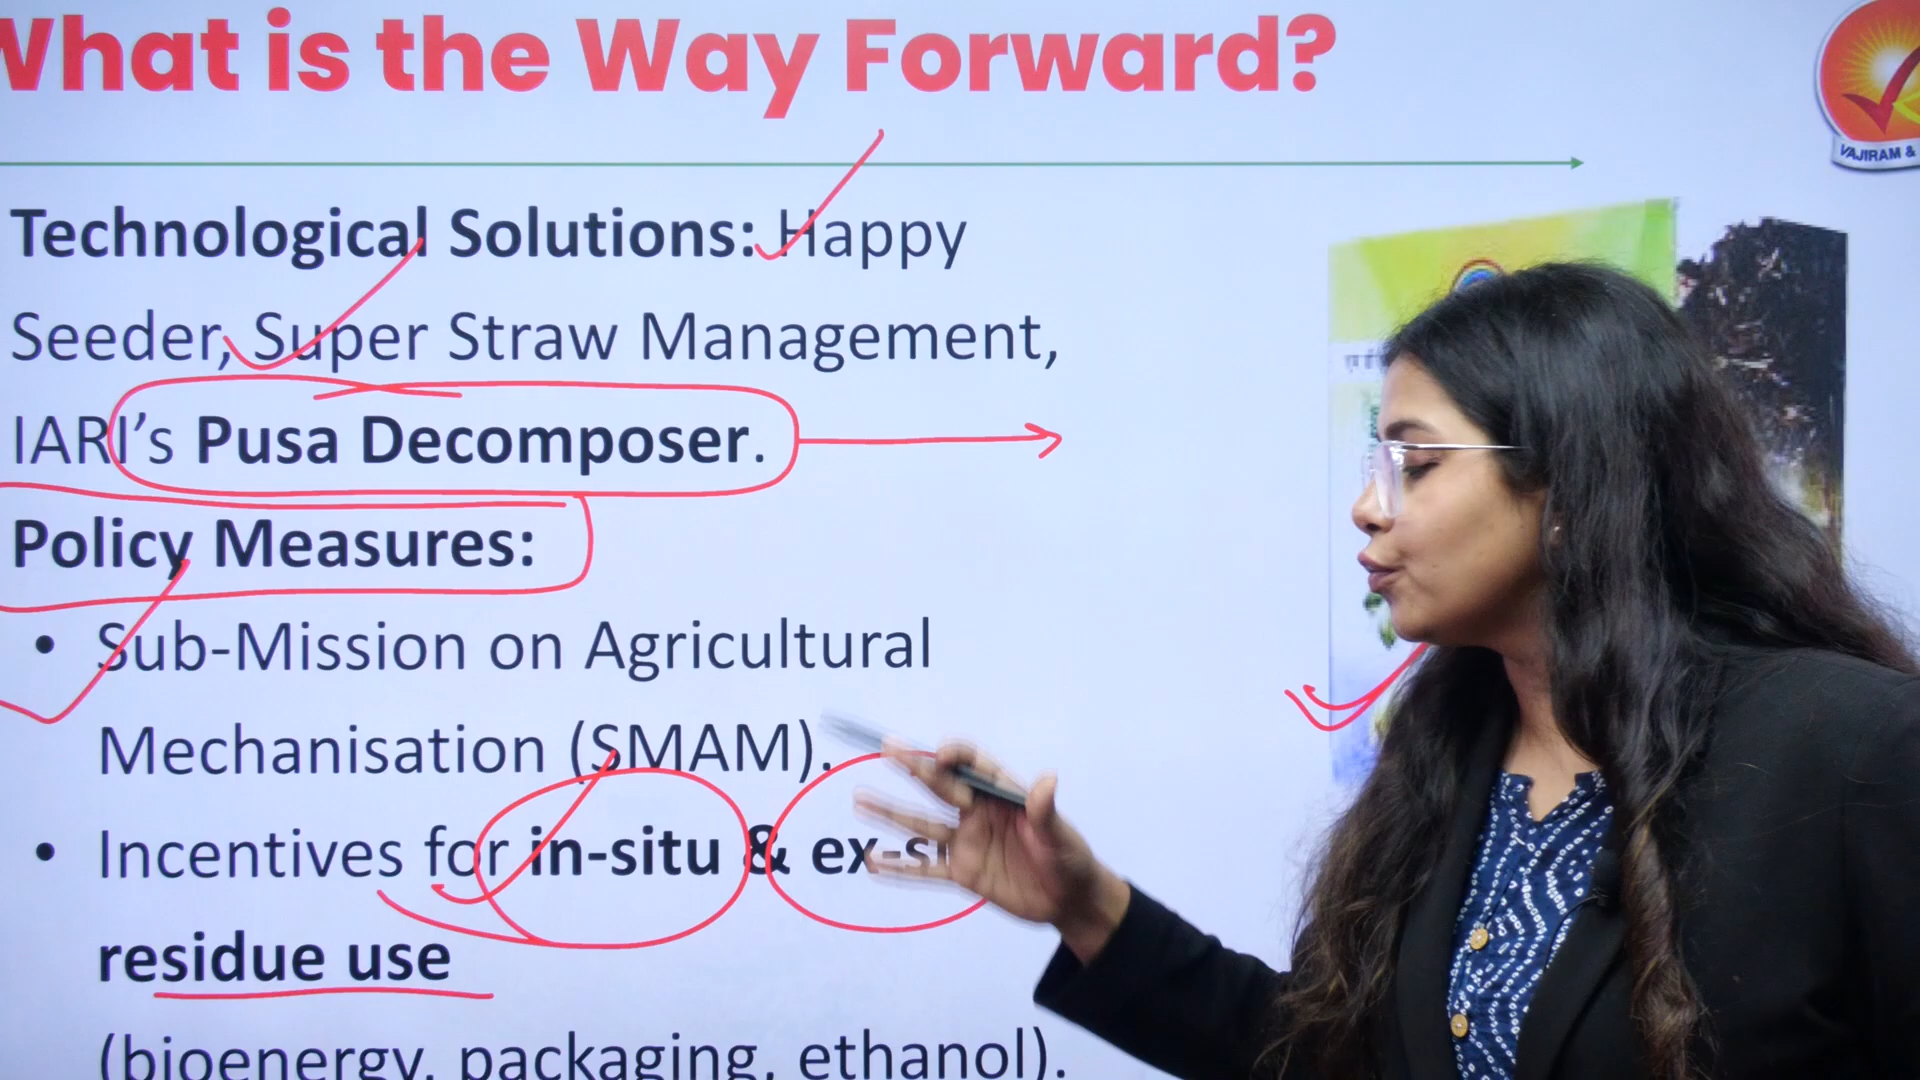 What is the Way Forward?
VAJIRAM &
Technological Solutions: Happy
Seeder, Super Straw Management,
IARI's Pusa Decomposer.
Policy Measures:
• Sub-Mission on Agricultural
Mechanisation (SMAM).
• Incentives for in-situ & ex-si
residue use
(bioenergy, packaging, ethanol).